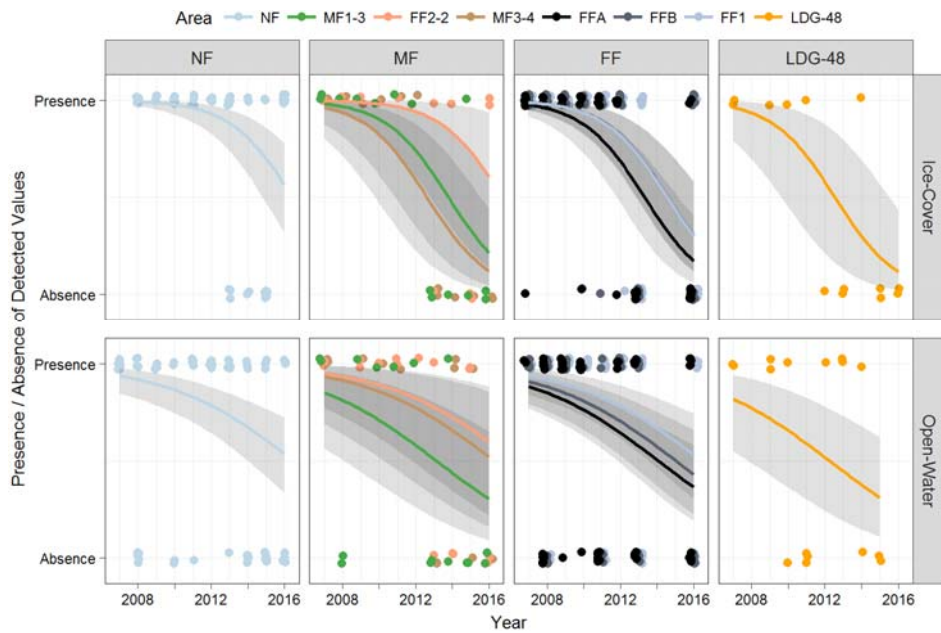 Area NF MF1-3 FF2-2 MF3-4 FFA FFB FF1 LDG-48
NF MF FF LDG-48
Presence
Absence
Ice-Cover
Presence
Absence
Open-Water
Presence / Absence of Detected Values
2008 2012 2016 2008 2012 2016 2008 2012 2016 2008 2012 2016
Year